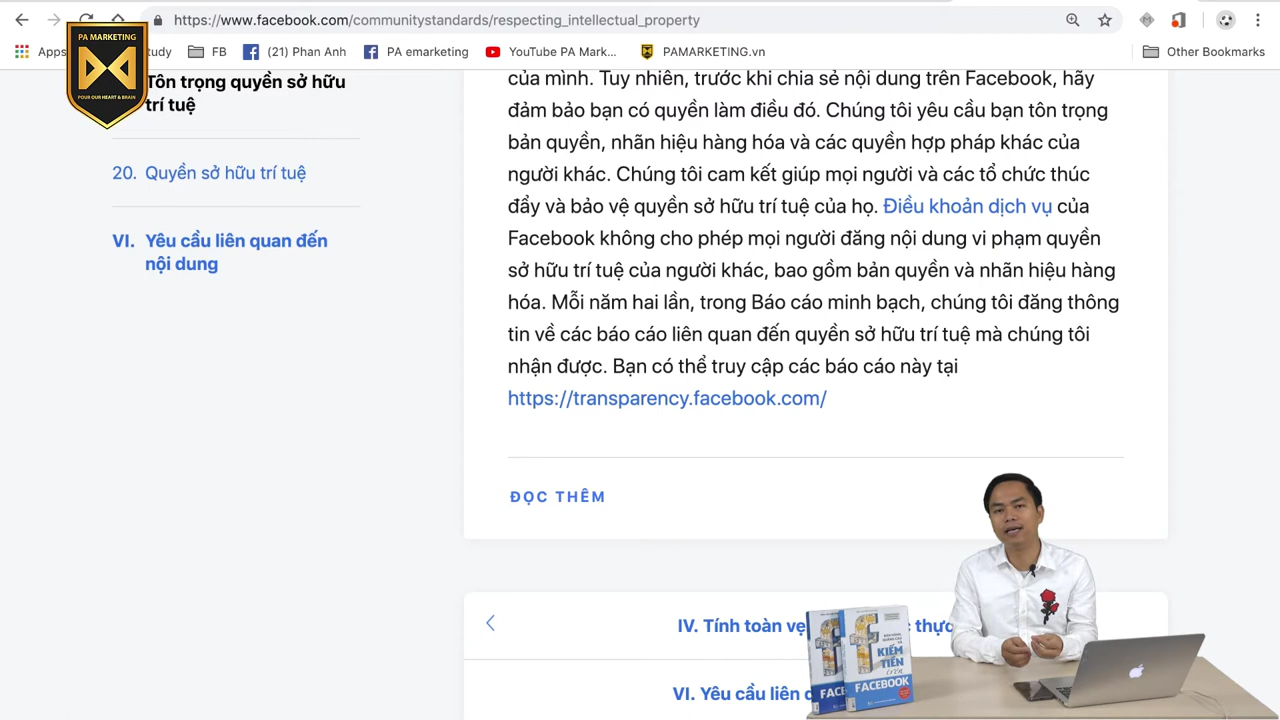 https://www.facebook.com/communitystandards/respecting_intellectual_property
Apps
tudy
FB
(21) Phan Anh
PA emarketing
YouTube PA Mark...
PAMARKETING.vn
Other Bookmarks
PA MARKETING
POUR OUR HEART & BRAIN
Tôn trọng quyền sở hữu
trí tuệ
20. Quyền sở hữu trí tuệ
VI. Yêu cầu liên quan đến
nội dung
của mình. Tuy nhiên, trước khi chia sẻ nội dung trên Facebook, hãy
đảm bảo bạn có quyền làm điều đó. Chúng tôi yêu cầu bạn tôn trọng
bản quyền, nhãn hiệu hàng hóa và các quyền hợp pháp khác của
người khác. Chúng tôi cam kết giúp mọi người và các tổ chức thúc
đẩy và bảo vệ quyền sở hữu trí tuệ của họ. Điều khoản dịch vụ của
Facebook không cho phép mọi người đăng nội dung vi phạm quyền
sở hữu trí tuệ của người khác, bao gồm bản quyền và nhãn hiệu hàng
hóa. Mỗi năm hai lần, trong Báo cáo minh bạch, chúng tôi đăng thông
tin về các báo cáo liên quan đến quyền sở hữu trí tuệ mà chúng tôi
nhận được. Bạn có thể truy cập các báo cáo này tại
https://transparency.facebook.com/
ĐỌC THÊM
IV. Tính toàn vẹ
thực
VI. Yêu cầu liên
KIẾM
TIỀN
TRÊN
FACEBOOK